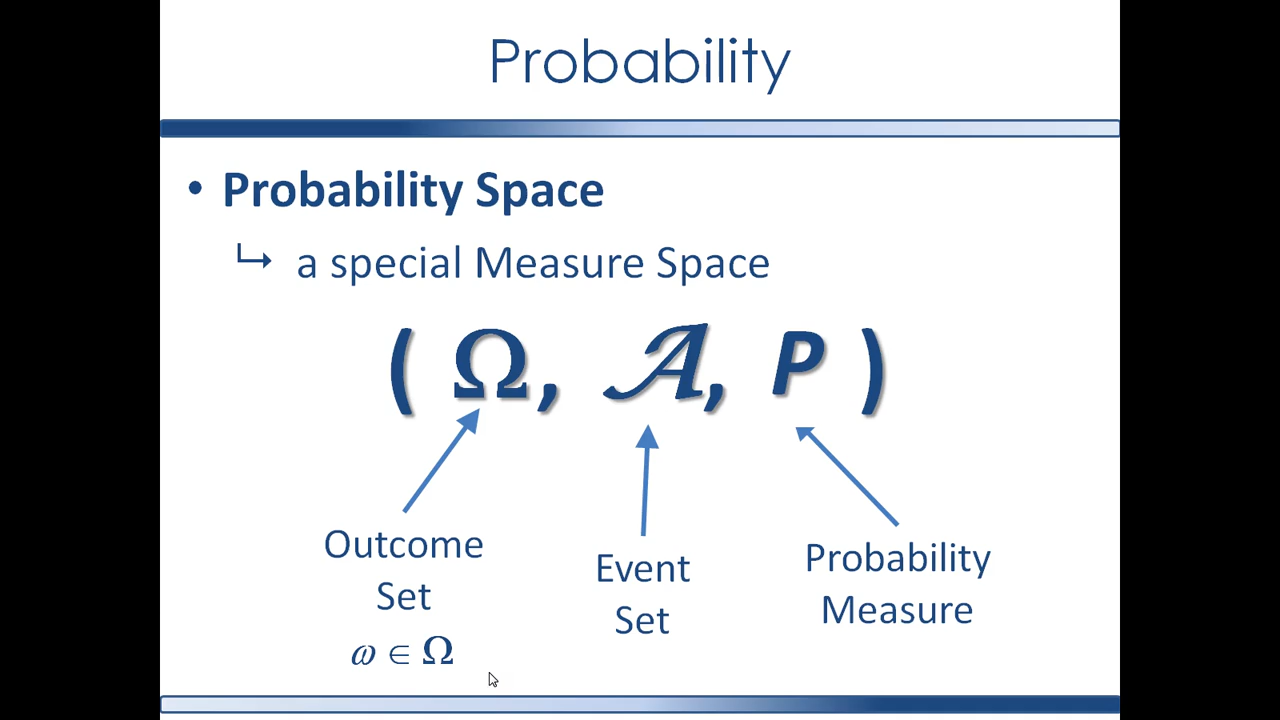 Probability
• Probability Space
↳ a special Measure Space
( Ω, 𝒜, P )
Outcome
Set
ω ∈ Ω
Event
Set
Probability
Measure